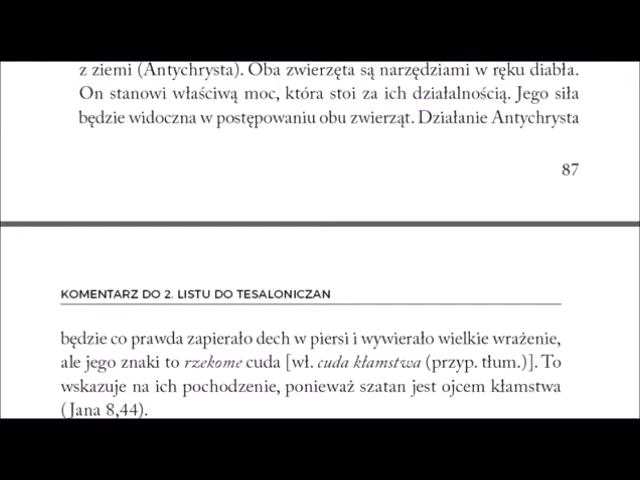 z ziemi (Antychrysta). Oba zwierzęta są narzędziami w ręku diabła.
On stanowi właściwą moc, która stoi za ich działalnością. Jego siła
będzie widoczna w postępowaniu obu zwierząt. Działanie Antychrysta
87
KOMENTARZ DO 2. LISTU DO TESALONICZAN
będzie co prawda zapierało dech w piersi i wywierało wielkie wrażenie,
ale jego znaki to rzekome cuda [wł. cuda kłamstwa (przyp. tłum.)]. To
wskazuje na ich pochodzenie, ponieważ szatan jest ojcem kłamstwa
(Jana 8,44).